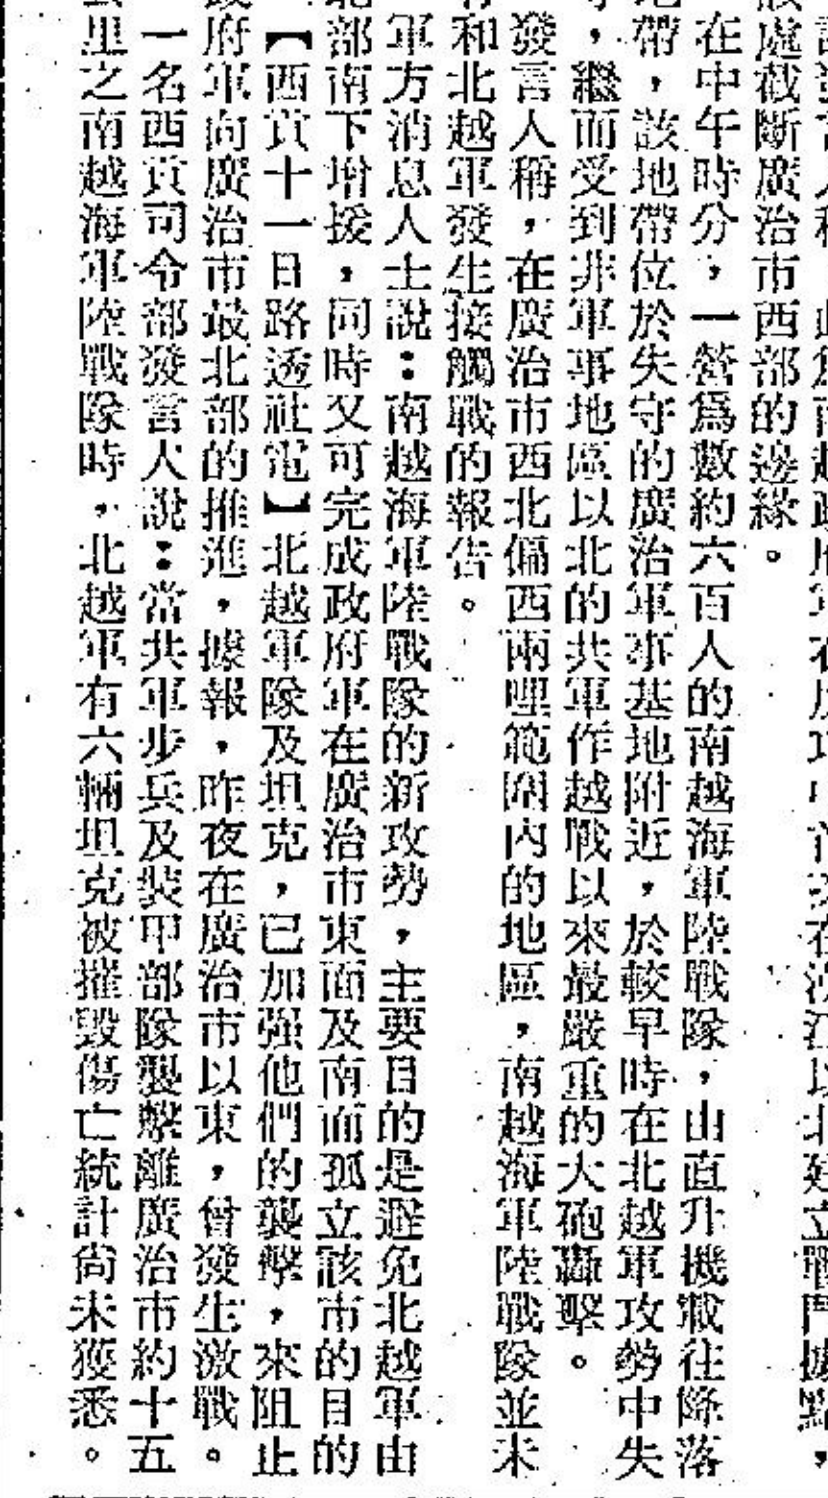 處截斷廣治市西部的邊緣。
在中午時分，一營爲數約六百人的南越海軍陸戰隊，由直升機載往降落
地帶，該地帶位於失守的廣治軍事基地附近，於較早時在北越軍攻勢中失
，繼而受到非軍事地區以北的共軍作越戰以來最嚴重的大砲轟擊。
發言人稱，在廣治市西北偏西兩哩範圍內的地區，南越海軍陸戰隊並未
和北越軍發生接觸戰的報告。
軍方消息人士說：南越海軍陸戰隊的新攻勢，主要目的是避免北越軍由
部南下增援，同時又可完成政府軍在廣治市東面及南面孤立該市的目的
【西貢十一日路透社電】北越軍隊及坦克，已加强他們的襲擊，來阻止
府軍向廣治市最北部的推進，據報，昨夜在廣治市以東，曾發生激戰。
一名西貢司令部發言人說：當共軍步兵及裝甲部隊襲擊離廣治市約十五
里之南越海軍陸戰隊時，北越軍有六輛坦克被摧毀傷亡統計尙未獲悉。